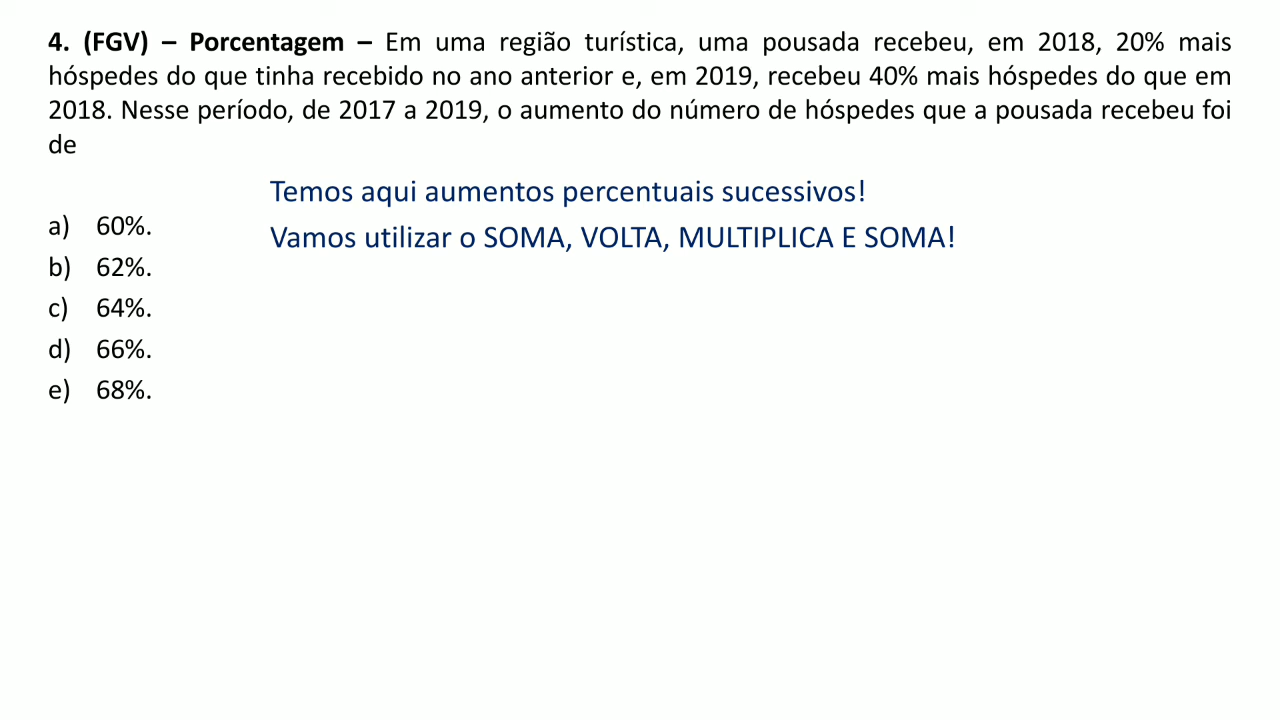 4. (FGV) – Porcentagem – Em uma região turística, uma pousada recebeu, em 2018, 20% mais
hóspedes do que tinha recebido no ano anterior e, em 2019, recebeu 40% mais hóspedes do que em
2018. Nesse período, de 2017 a 2019, o aumento do número de hóspedes que a pousada recebeu foi
de
Temos aqui aumentos percentuais sucessivos!
Vamos utilizar o SOMA, VOLTA, MULTIPLICA E SOMA!
a) 60%.
b) 62%.
c) 64%.
d) 66%.
e) 68%.